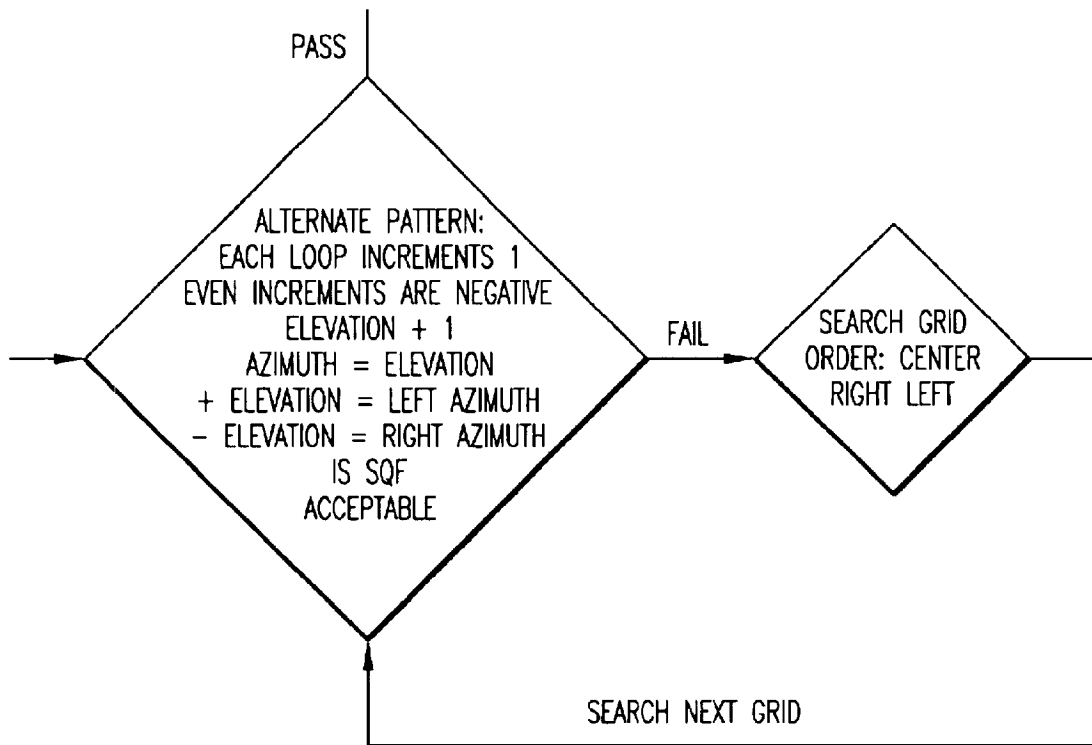 PASS
ALTERNATE PATTERN:
EACH LOOP INCREMENTS 1
EVEN INCREMENTS ARE NEGATIVE
ELEVATION + 1
AZIMUTH = ELEVATION
+ ELEVATION = LEFT AZIMUTH
- ELEVATION = RIGHT AZIMUTH
IS SQF
ACCEPTABLE
FAIL
SEARCH GRID
ORDER: CENTER
RIGHT LEFT
SEARCH NEXT GRID